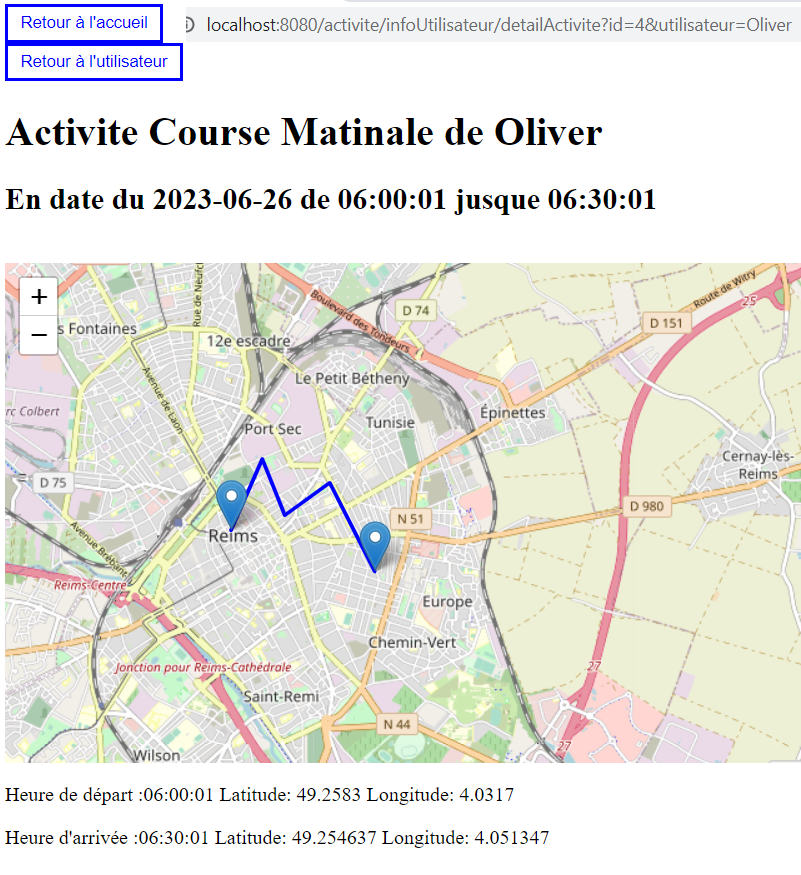 Retour à l'accueil
localhost:8080/activite/infoUtilisateur/detailActivite?id=4&utilisateur=Oliver
Retour à l'utilisateur
Activite Course Matinale de Oliver
En date du 2023-06-26 de 06:00:01 jusque 06:30:01
+
−
Rue de Neufch
Boulevard des Tondeurs
D 74
Route de Witry
25
D 151
s Fontaines
12e escadre
Le Petit Bétheny
Avenue de Laon
rc Colbert
Port Sec
Tunisie
Épinettes
Cernay-lès-
Reims
D 75
D 980
N 51
Reims
Avenue Brébant
Reims-Centre
Europe
Chemin-Vert
Jonction pour Reims-Cathédrale
27
Saint-Remi
N 44
27
Wilson
Heure de départ :06:00:01 Latitude: 49.2583 Longitude: 4.0317
Heure d'arrivée :06:30:01 Latitude: 49.254637 Longitude: 4.051347